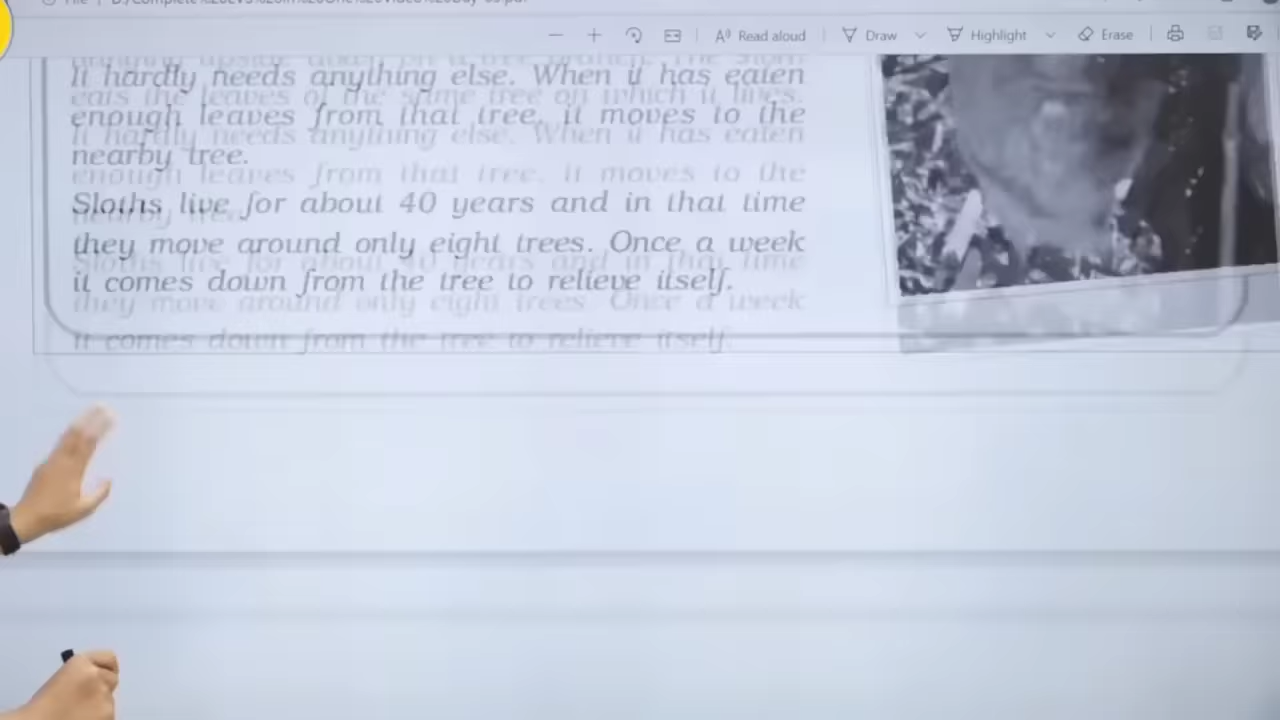 − + Read aloud Draw Highlight Erase
It hardly needs anything else. When it has eaten
enough leaves from that tree, it moves to the
nearby tree.
Sloths live for about 40 years and in that time
they move around only eight trees. Once a week
it comes down from the tree to relieve itself.